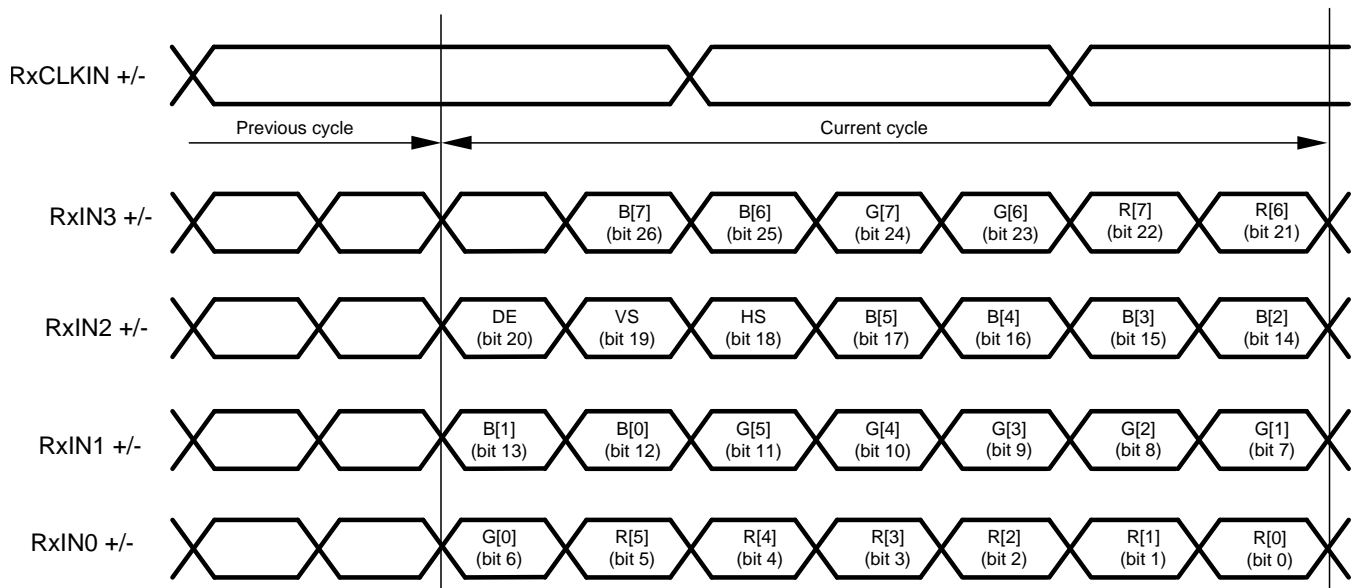 RxCLKIN +/-
Previous cycle
Current cycle
RxIN3 +/-
B[7]
(bit 26)
B[6]
(bit 25)
G[7]
(bit 24)
G[6]
(bit 23)
R[7]
(bit 22)
R[6]
(bit 21)
RxIN2 +/-
DE
(bit 20)
VS
(bit 19)
HS
(bit 18)
B[5]
(bit 17)
B[4]
(bit 16)
B[3]
(bit 15)
B[2]
(bit 14)
RxIN1 +/-
B[1]
(bit 13)
B[0]
(bit 12)
G[5]
(bit 11)
G[4]
(bit 10)
G[3]
(bit 9)
G[2]
(bit 8)
G[1]
(bit 7)
RxIN0 +/-
G[0]
(bit 6)
R[5]
(bit 5)
R[4]
(bit 4)
R[3]
(bit 3)
R[2]
(bit 2)
R[1]
(bit 1)
R[0]
(bit 0)